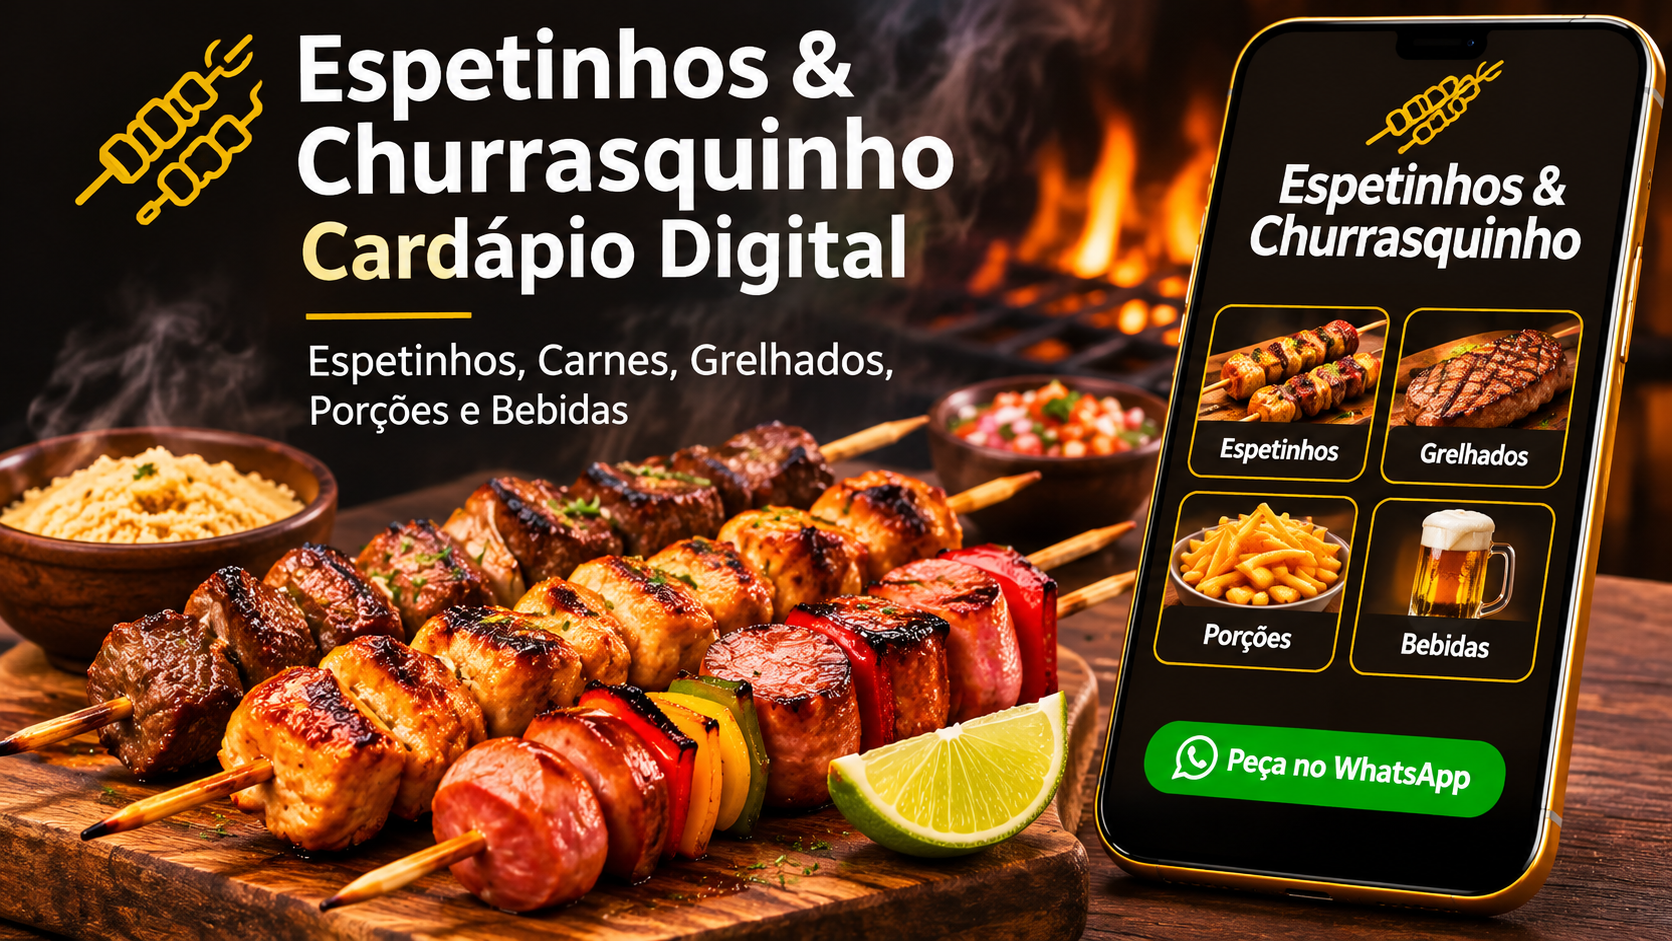 Espetinhos &
Churrasquinho
Cardápio Digital
Espetinhos, Carnes, Grelhados,
Porções e Bebidas
Espetinhos &
Churrasquinho
Espetinhos
Grelhados
Porções
Bebidas
Peça no WhatsApp